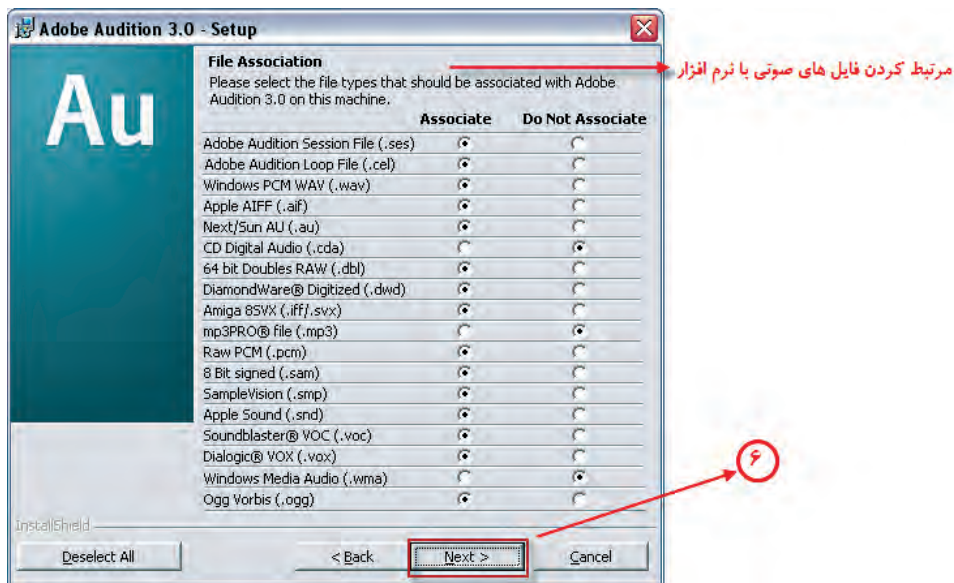 Adobe Audition 3.0 - Setup
Au
File Association
Please select the file types that should be associated with Adobe
Audition 3.0 on this machine.
مرتبط کردن فایل های صوتی با نرم افزار
Associate Do Not Associate
Adobe Audition Session File (.ses)
Adobe Audition Loop File (.cel)
Windows PCM WAV (.wav)
Apple AIFF (.aif)
Next/Sun AU (.au)
CD Digital Audio (.cda)
64 bit Doubles RAW (.dbl)
DiamondWare® Digitized (.dwd)
Amiga 8SVX (.iff/.svx)
mp3PRO® file (.mp3)
Raw PCM (.pcm)
8 Bit signed (.sam)
SampleVision (.smp)
Apple Sound (.snd)
Soundblaster® VOC (.voc)
Dialogic® VOX (.vox)
Windows Media Audio (.wma)
Ogg Vorbis (.ogg)
۶
InstallShield
Deselect All < Back Next > Cancel